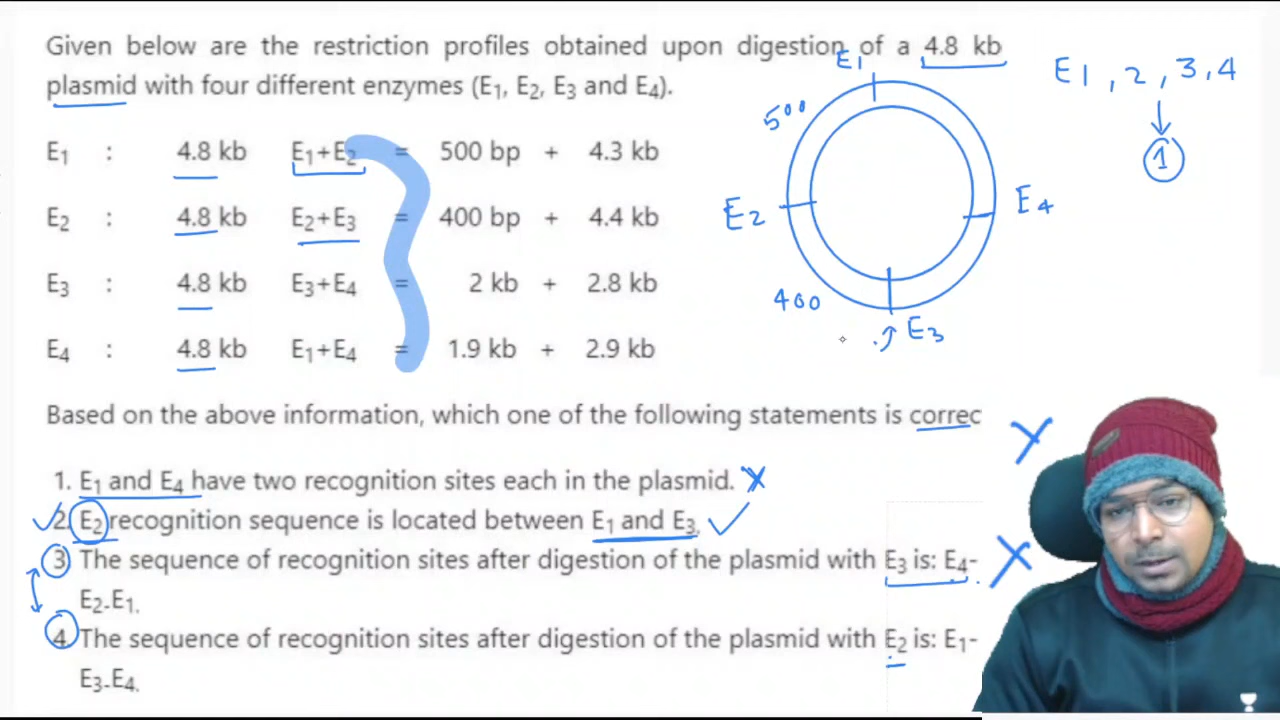 Given below are the restriction profiles obtained upon digestion of a 4.8 kb
plasmid with four different enzymes (E₁, E₂, E₃ and E₄).
E₁ : 4.8 kb E₁+E₂ = 500 bp + 4.3 kb
E₂ : 4.8 kb E₂+E₃ = 400 bp + 4.4 kb
E₃ : 4.8 kb E₃+E₄ = 2 kb + 2.8 kb
E₄ : 4.8 kb E₁+E₄ = 1.9 kb + 2.9 kb
Based on the above information, which one of the following statements is correc
1. E₁ and E₄ have two recognition sites each in the plasmid.
2. E₂ recognition sequence is located between E₁ and E₃.
3 The sequence of recognition sites after digestion of the plasmid with E₃ is: E₄-
E₂-E₁.
4. The sequence of recognition sites after digestion of the plasmid with E₂ is: E₁-
E₃-E₄.
E1
500
E2
E4
400
E3
E1, 2, 3, 4
1